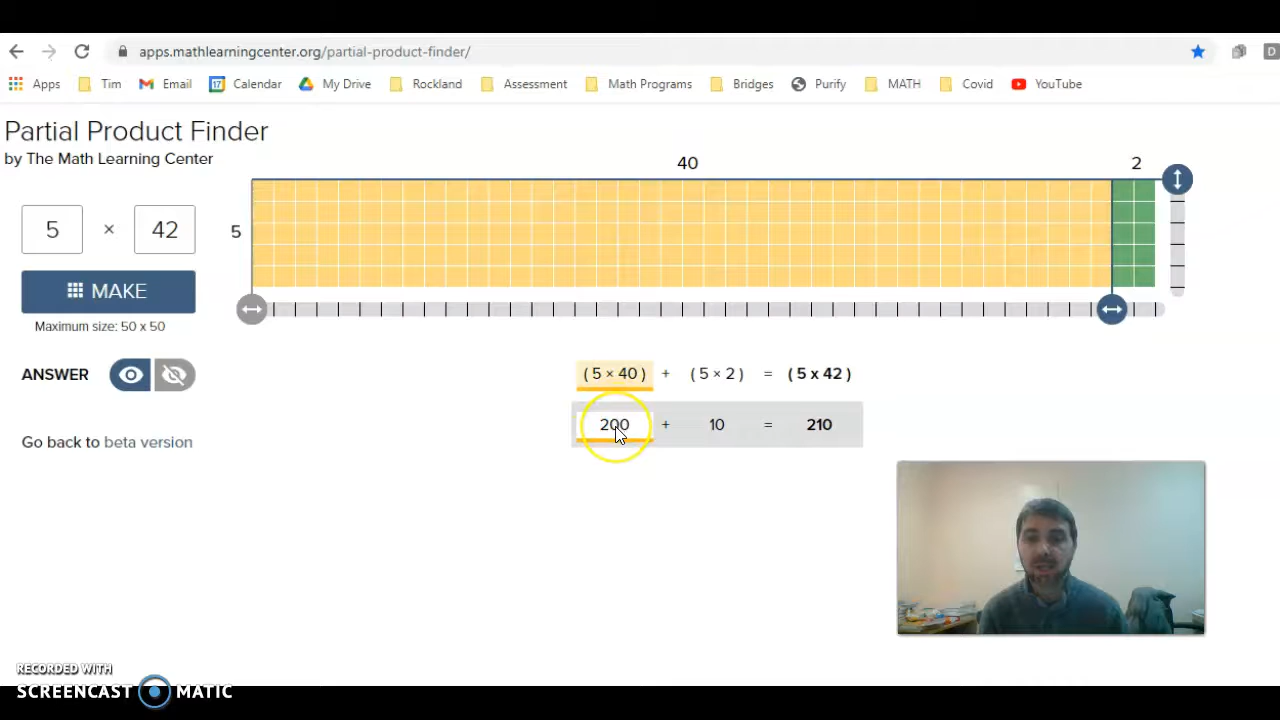 apps.mathlearningcenter.org/partial-product-finder/
D
Apps Tim Email 17 Calendar My Drive Rockland Assessment Math Programs Bridges Purify MATH Covid YouTube
Partial Product Finder
by The Math Learning Center
40 2
5 × 42
5
MAKE
Maximum size: 50 x 50
ANSWER
( 5 × 40 ) + ( 5 × 2 ) = ( 5 x 42 )
200 + 10 = 210
Go back to beta version
RECORDED WITH
SCREENCAST MATIC